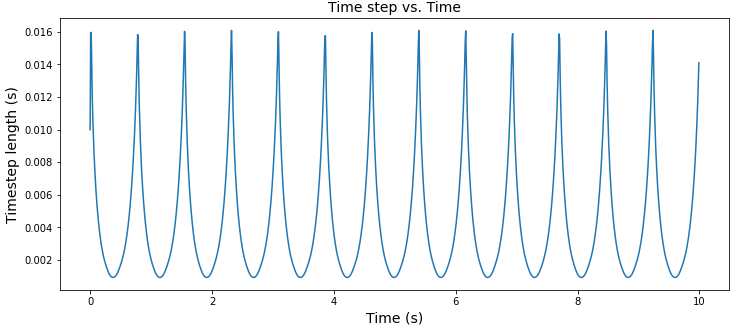 Time step vs. Time
Timestep length (s)
0.016
0.014
0.012
0.010
0.008
0.006
0.004
0.002
0 2 4 6 8 10
Time (s)